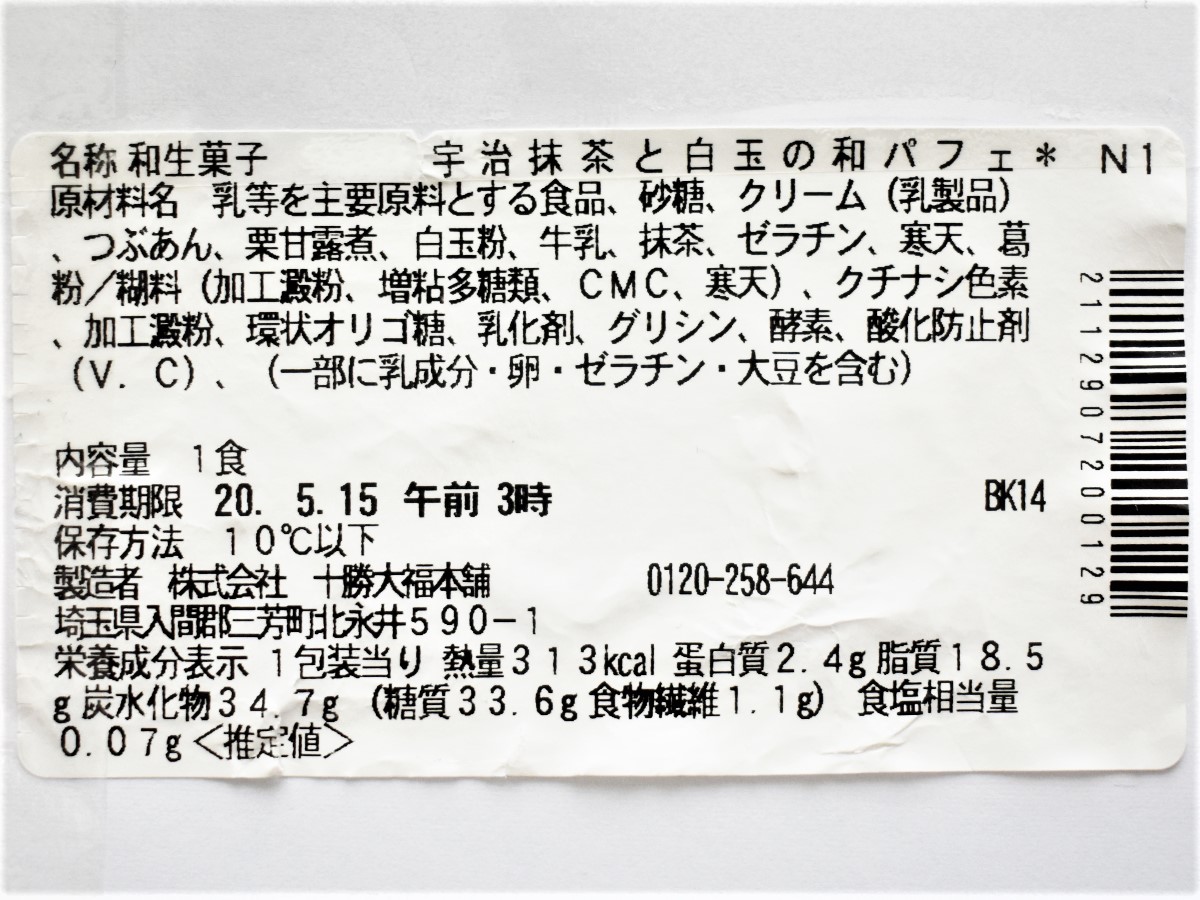 名称 和生菓子 宇治抹茶と白玉の和パフェ* N1
原材料名 乳等を主要原料とする食品、砂糖、クリーム(乳製品)
、つぶあん、栗甘露煮、白玉粉、牛乳、抹茶、ゼラチン、寒天、葛
粉/糊料(加工澱粉、増粘多糖類、CMC、寒天)、クチナシ色素
、加工澱粉、環状オリゴ糖、乳化剤、グリシン、酵素、酸化防止剤
(V.C)、(一部に乳成分・卵・ゼラチン・大豆を含む)
内容量 1食
消費期限 20. 5.15 午前 3時 BK14
保存方法 10℃以下
製造者 株式会社 十勝大福本舗 0120-258-644
埼玉県入間郡三芳町北永井590-1
栄養成分表示 1包装当り 熱量313kcal 蛋白質2.4g 脂質18.5
g 炭水化物34.7g (糖質33.6g 食物繊維1.1g) 食塩相当量
0.07g<推定値>
2112907200129